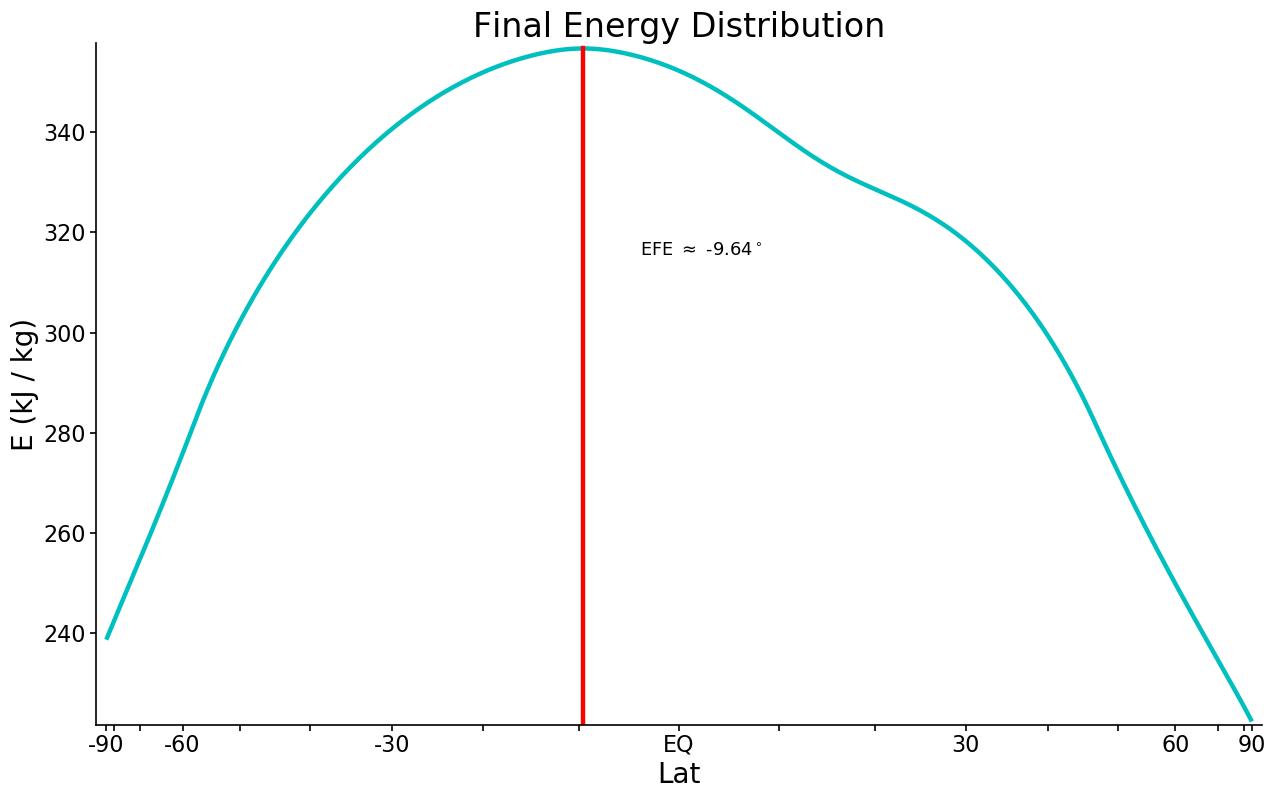 Final Energy Distribution
E (kJ / kg)
340
320
300
280
260
240
EFE ≈ -9.64°
-90 -60 -30 EQ 30 60 90
Lat